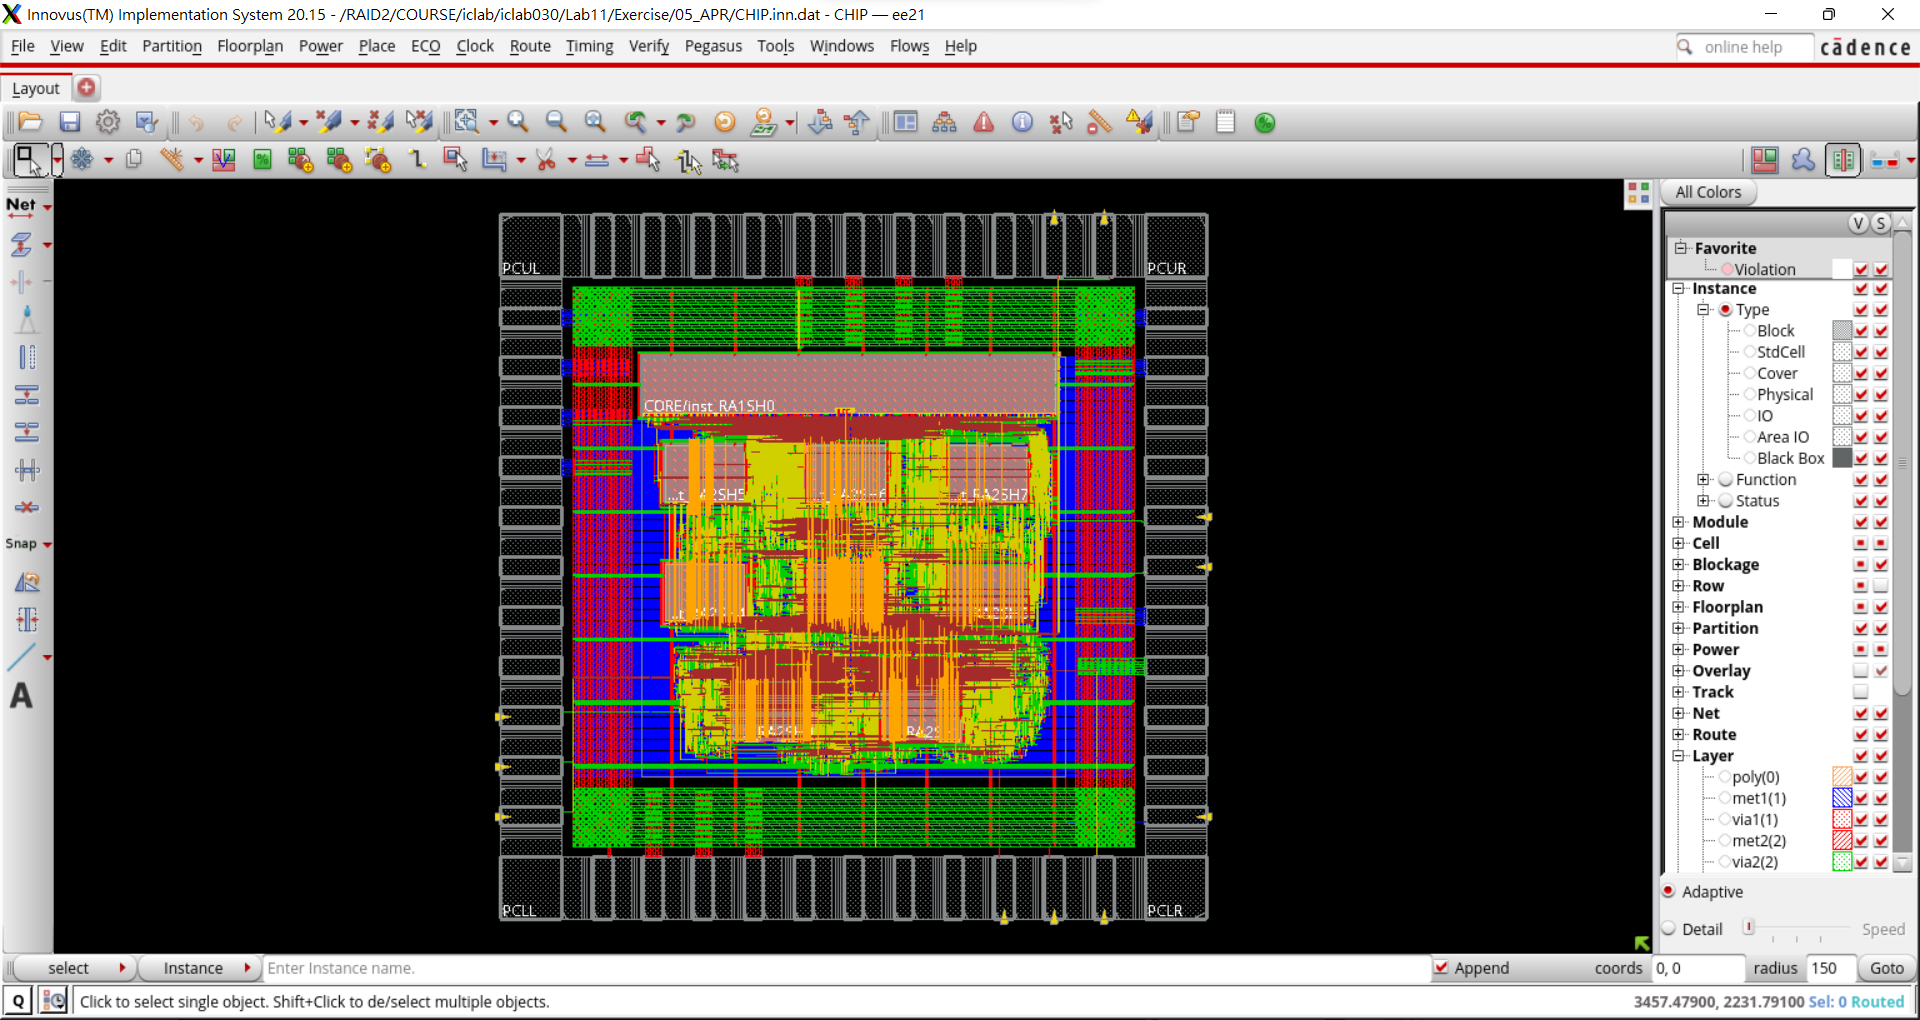 Innovus(TM) Implementation System 20.15 - /RAID2/COURSE/iclab/iclab030/Lab11/Exercise/05_APR/CHIP.inn.dat - CHIP — ee21
File View Edit Partition Floorplan Power Place ECO Clock Route Timing Verify Pegasus Tools Windows Flows Help
online help
cādence
Layout
Net
Snap
A
PCUL
PCUR
CORE/inst_RA1SH0
PCLL
PCLR
All Colors
V S
Favorite
Violation
Instance
Type
Block
StdCell
Cover
Physical
IO
Area IO
Black Box
Function
Status
Module
Cell
Blockage
Row
Floorplan
Partition
Power
Overlay
Track
Net
Route
Layer
poly(0)
met1(1)
via1(1)
met2(2)
via2(2)
Adaptive
Detail
Speed
select
Instance
Enter Instance name.
Append
coords 0, 0
radius 150
Goto
Q
Click to select single object. Shift+Click to de/select multiple objects.
3457.47900, 2231.79100 Sel: 0 Routed